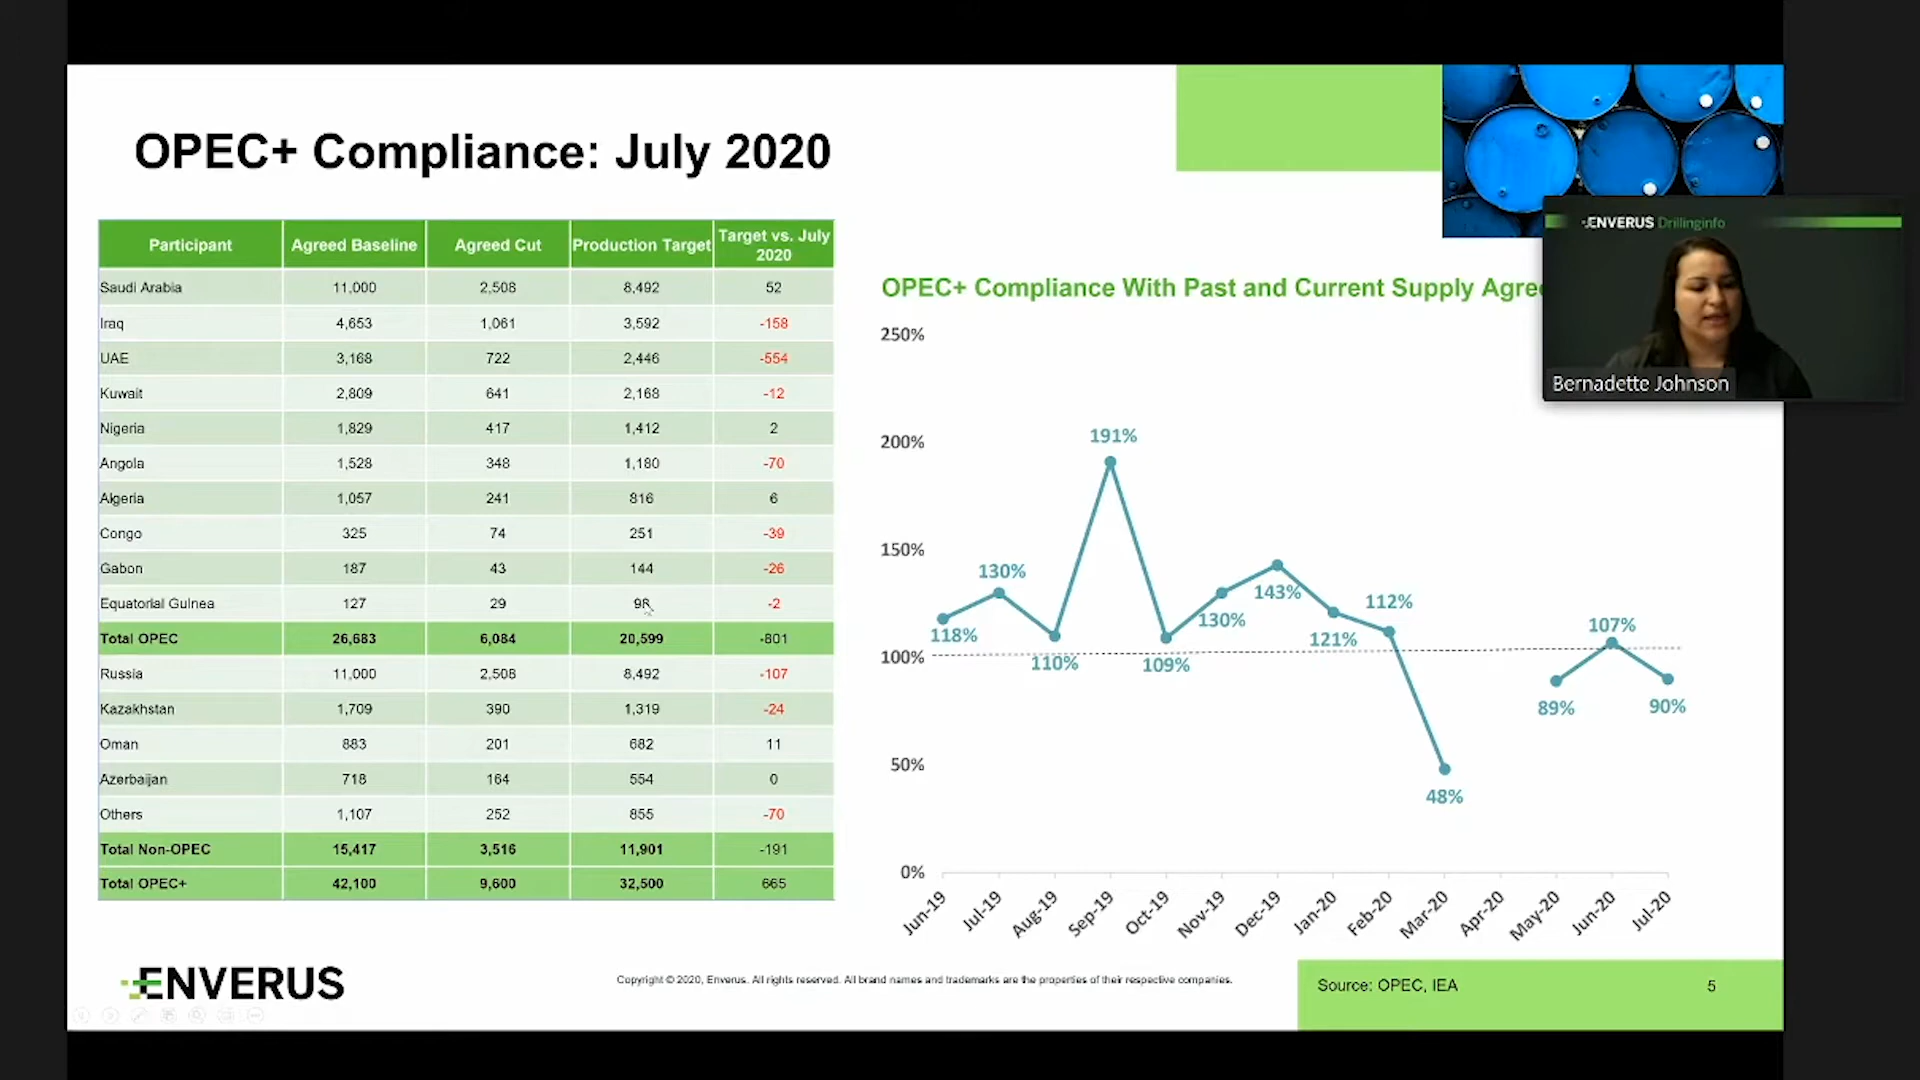 OPEC+ Compliance: July 2020
Participant Agreed Baseline Agreed Cut Production Target Target vs. July 2020
Saudi Arabia 11,000 2,508 8,492 52
Iraq 4,653 1,061 3,592 -158
UAE 3,168 722 2,446 -554
Kuwait 2,809 641 2,168 -12
Nigeria 1,829 417 1,412 2
Angola 1,528 348 1,180 -70
Algeria 1,057 241 816 6
Congo 325 74 251 -39
Gabon 187 43 144 -26
Equatorial Guinea 127 29 -2
Total OPEC 26,683 6,084 20,599 -801
Russia 11,000 2,508 8,492 -107
Kazakhstan 1,709 390 1,319 -24
Oman 883 201 682 11
Azerbaijan 718 164 554 0
Others 1,107 252 855 -70
Total Non-OPEC 15,417 3,516 11,901 -191
Total OPEC+ 42,100 9,600 32,500 665
ENVERUS Drillinginfo
Bernadette Johnson
OPEC+ Compliance With Past and Current Supply
250%
200%
150%
100%
50%
0%
118%
130%
110%
191%
109%
130%
143%
121%
112%
48%
89%
107%
90%
Jun-19 Jul-19 Aug-19 Sep-19 Oct-19 Nov-19 Dec-19 Jan-20 Feb-20 Mar-20 Apr-20 May-20 Jun-20 Jul-20
ENVERUS
Copyright © 2020, Enverus. All rights reserved. All brand names and trademarks are the properties of their respective companies.
Source: OPEC, IEA
5